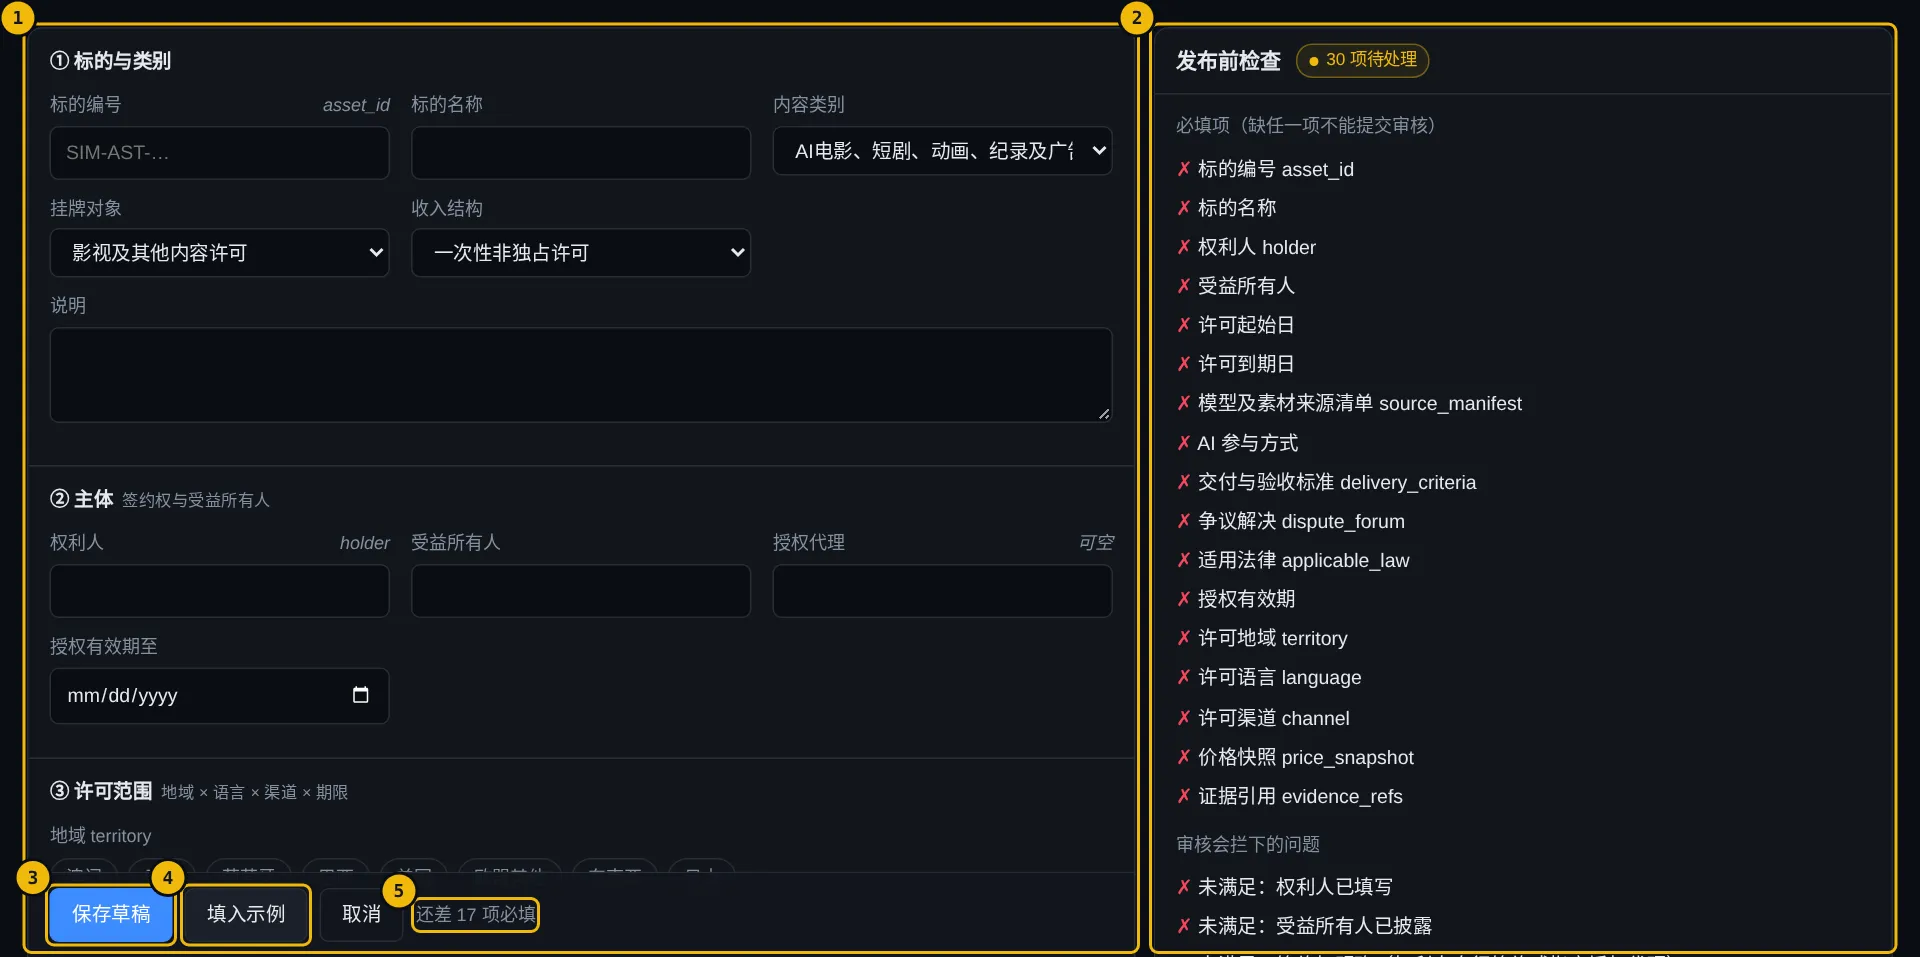 1
2
① 标的与类别
标的编号 asset_id 标的名称 内容类别
SIM-AST-…
AI电影、短剧、动画、纪录及广
挂牌对象 收入结构
影视及其他内容许可 一次性非独占许可
说明
② 主体 签约权与受益所有人
权利人 holder 受益所有人 授权代理 可空
授权有效期至
mm/dd/yyyy
③ 许可范围 地域 × 语言 × 渠道 × 期限
地域 territory
3
4
5
保存草稿 填入示例 取消 还差 17 项必填
发布前检查 30 项待处理
必填项（缺任一项不能提交审核）
✗ 标的编号 asset_id
✗ 标的名称
✗ 权利人 holder
✗ 受益所有人
✗ 许可起始日
✗ 许可到期日
✗ 模型及素材来源清单 source_manifest
✗ AI 参与方式
✗ 交付与验收标准 delivery_criteria
✗ 争议解决 dispute_forum
✗ 适用法律 applicable_law
✗ 授权有效期
✗ 许可地域 territory
✗ 许可语言 language
✗ 许可渠道 channel
✗ 价格快照 price_snapshot
✗ 证据引用 evidence_refs
审核会拦下的问题
✗ 未满足：权利人已填写
✗ 未满足：受益所有人已披露